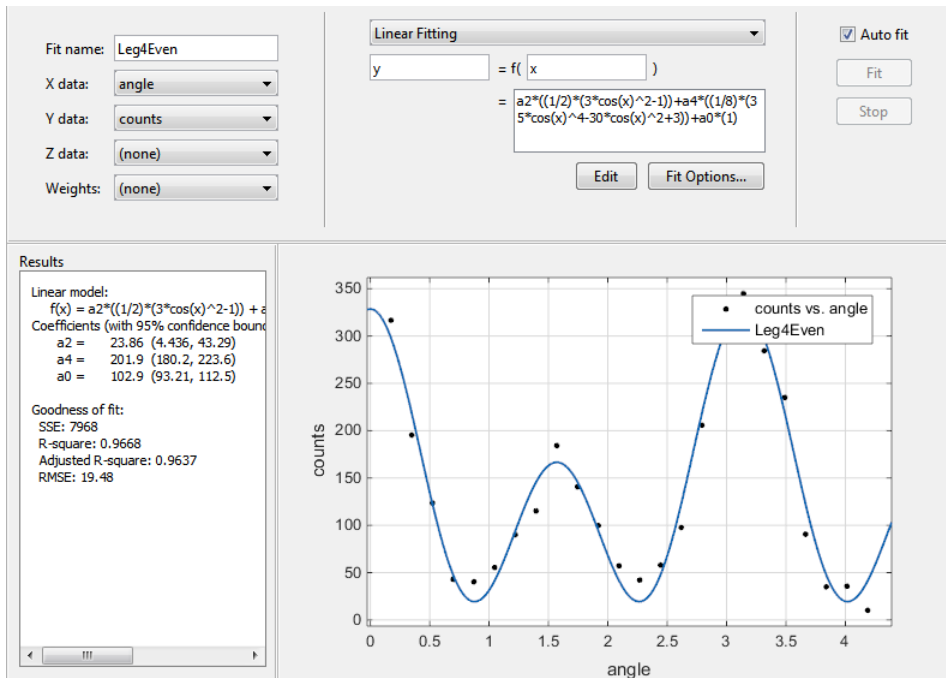 Fit name: Leg4Even
X data: angle
Y data: counts
Z data: (none)
Weights: (none)
Linear Fitting
y = f( x )
= a2*((1/2)*(3*cos(x)^2-1))+a4*((1/8)*(3
5*cos(x)^4-30*cos(x)^2+3))+a0*(1)
Edit Fit Options...
Auto fit
Fit
Stop
Results
Linear model:
f(x) = a2*((1/2)*(3*cos(x)^2-1)) + a
Coefficients (with 95% confidence bound
a2 = 23.86 (4.436, 43.29)
a4 = 201.9 (180.2, 223.6)
a0 = 102.9 (93.21, 112.5)
Goodness of fit:
SSE: 7968
R-square: 0.9668
Adjusted R-square: 0.9637
RMSE: 19.48
counts vs. angle
Leg4Even
350
300
250
200
150
100
50
0
counts
0 0.5 1 1.5 2 2.5 3 3.5 4
angle